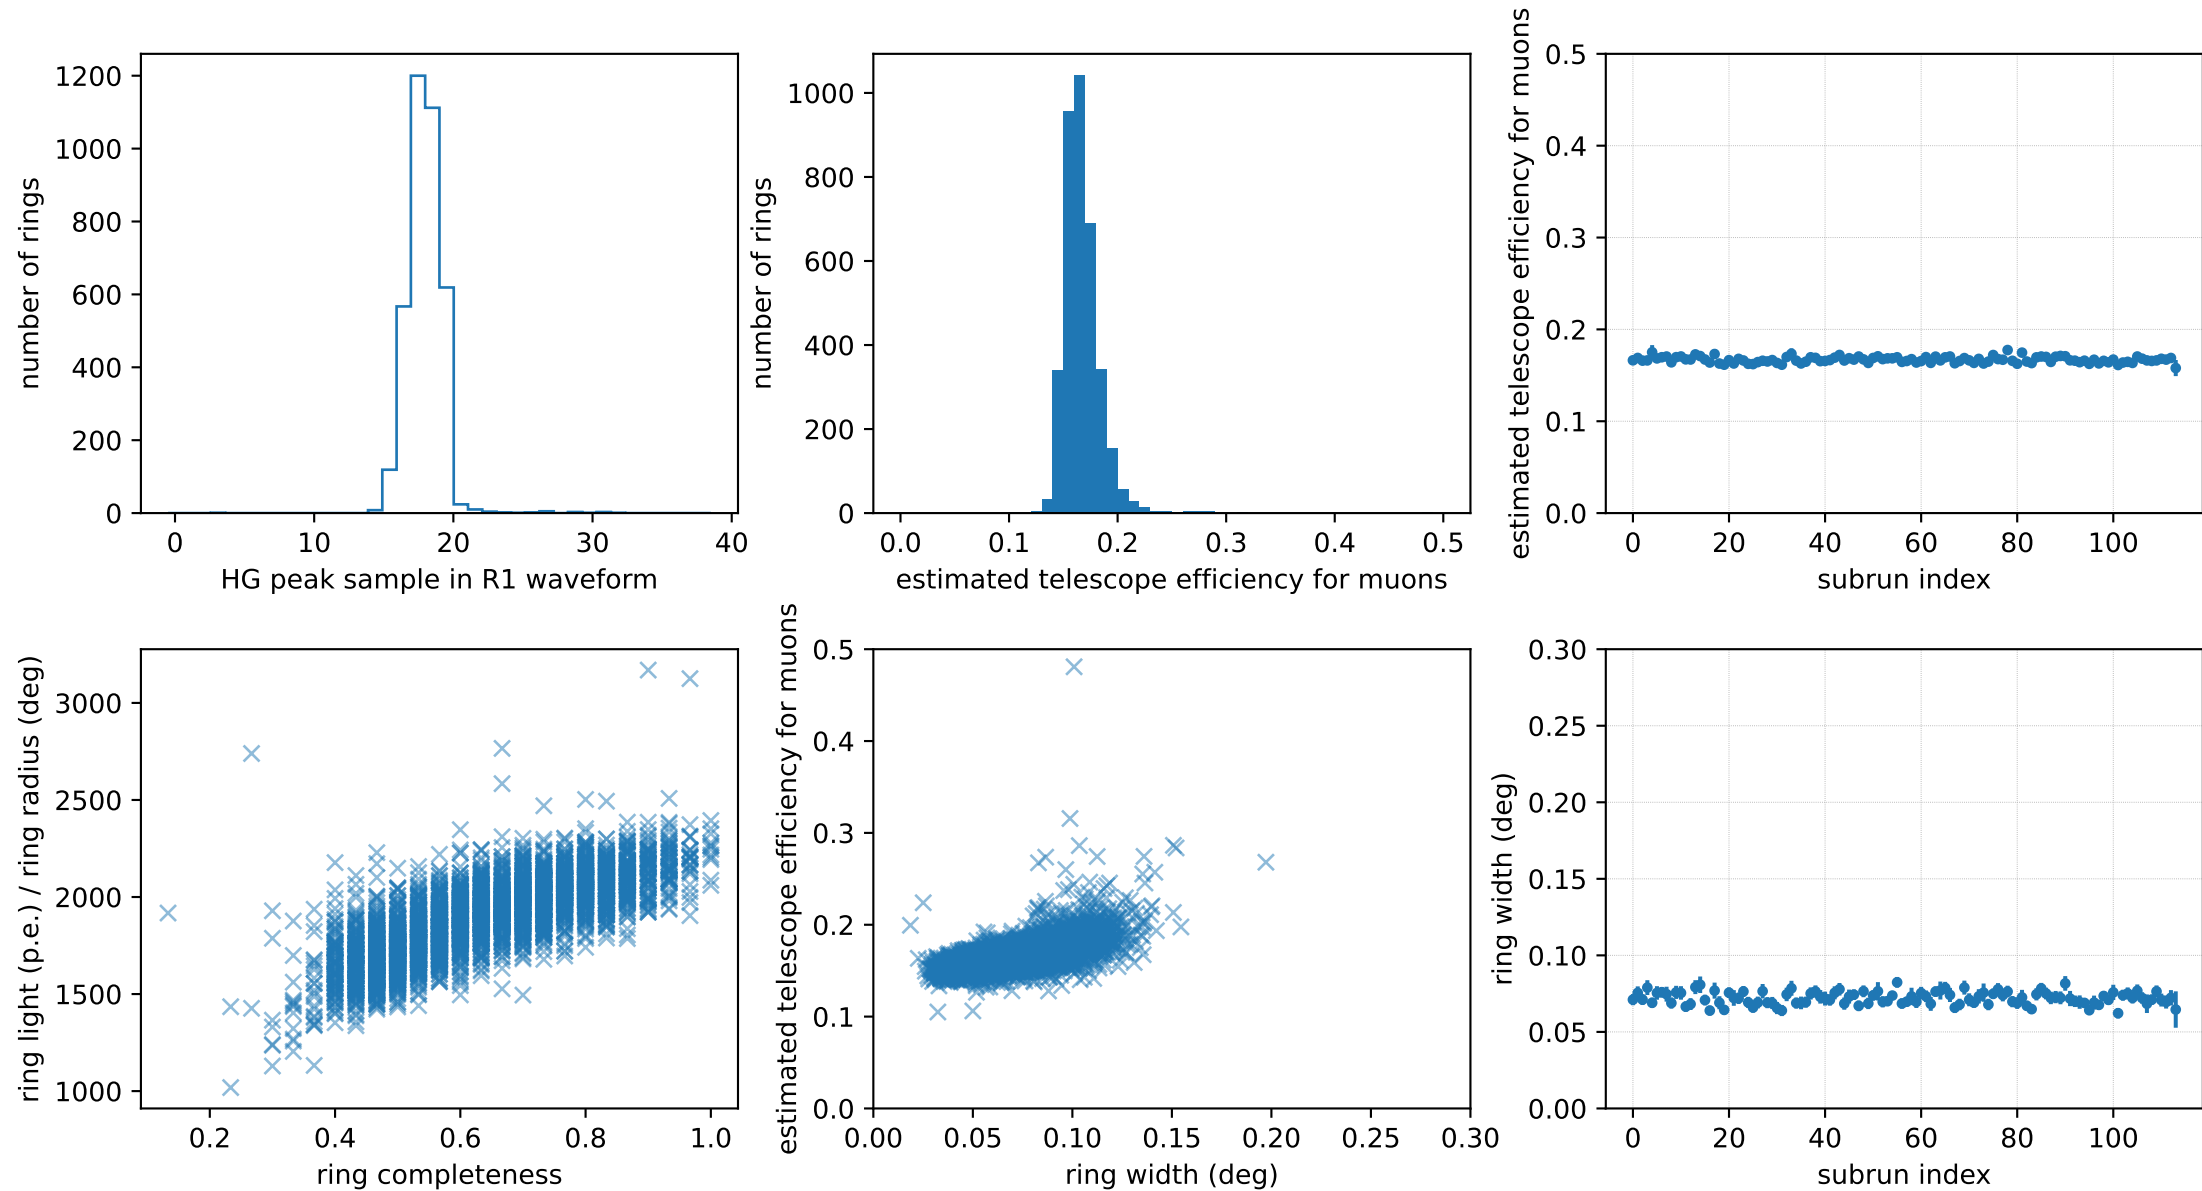 number of rings
1200
1000
800
600
400
200
0
0 10 20 30 40
HG peak sample in R1 waveform
number of rings
1000
800
600
400
200
0
0.0 0.1 0.2 0.3 0.4 0.5
estimated telescope efficiency for muons
estimated telescope efficiency for muons
0.5
0.4
0.3
0.2
0.1
0.0
0 20 40 60 80 100
subrun index
ring light (p.e.) / ring radius (deg)
3000
2500
2000
1500
1000
0.2 0.4 0.6 0.8 1.0
ring completeness
estimated telescope efficiency for muons
0.5
0.4
0.3
0.2
0.1
0.0
0.00 0.05 0.10 0.15 0.20 0.25 0.30
ring width (deg)
ring width (deg)
0.30
0.25
0.20
0.15
0.10
0.05
0.00
0 20 40 60 80 100
subrun index